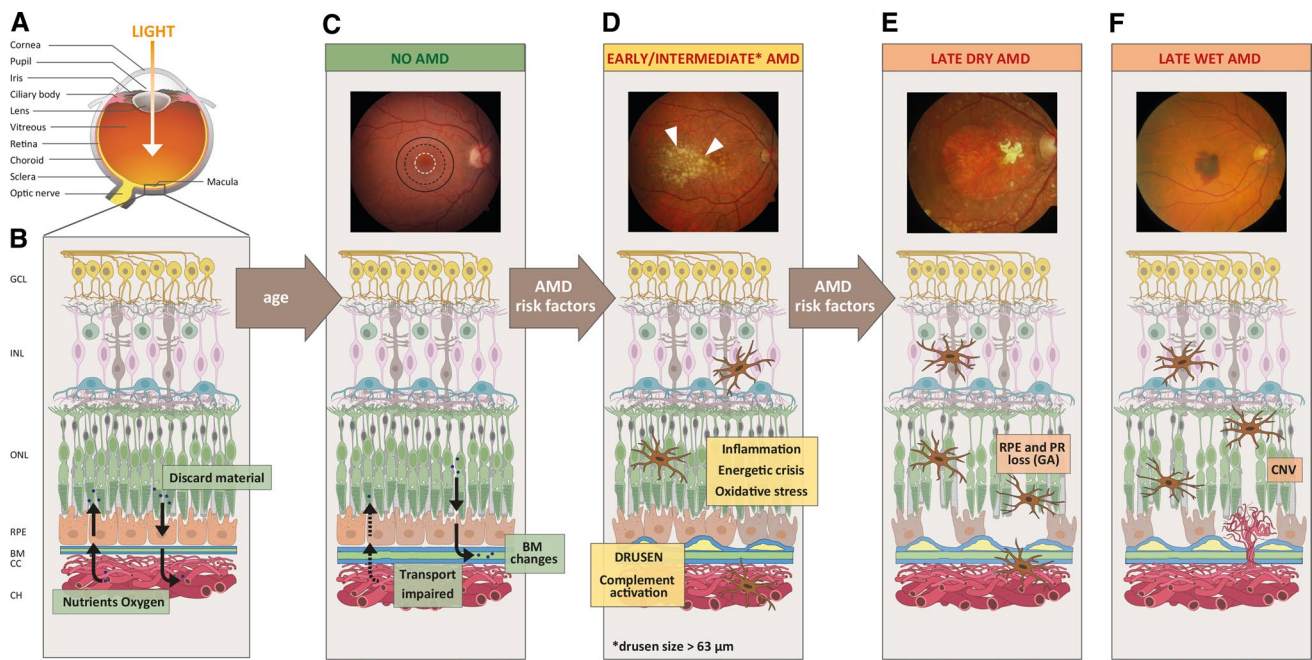 A
LIGHT
Cornea
Pupil
Iris
Ciliary body
Lens
Vitreous
Retina
Choroid
Sclera
Optic nerve
Macula
B
GCL
INL
ONL
RPE
BM
CC
CH
Discard material
Nutrients Oxygen
age
C
NO AMD
Transport
impaired
BM
changes
AMD
risk factors
D
EARLY/INTERMEDIATE* AMD
Inflammation
Energetic crisis
Oxidative stress
DRUSEN
Complement
activation
*drusen size > 63 µm
AMD
risk factors
E
LATE DRY AMD
RPE and PR
loss (GA)
F
LATE WET AMD
CNV